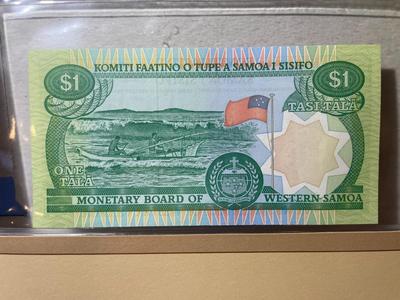 KOMITI FAATINO O TUPE A SAMOA I SISIFO
$1
$1
TASI TALA
ONE
TALA
MONETARY BOARD OF WESTERN SAMOA